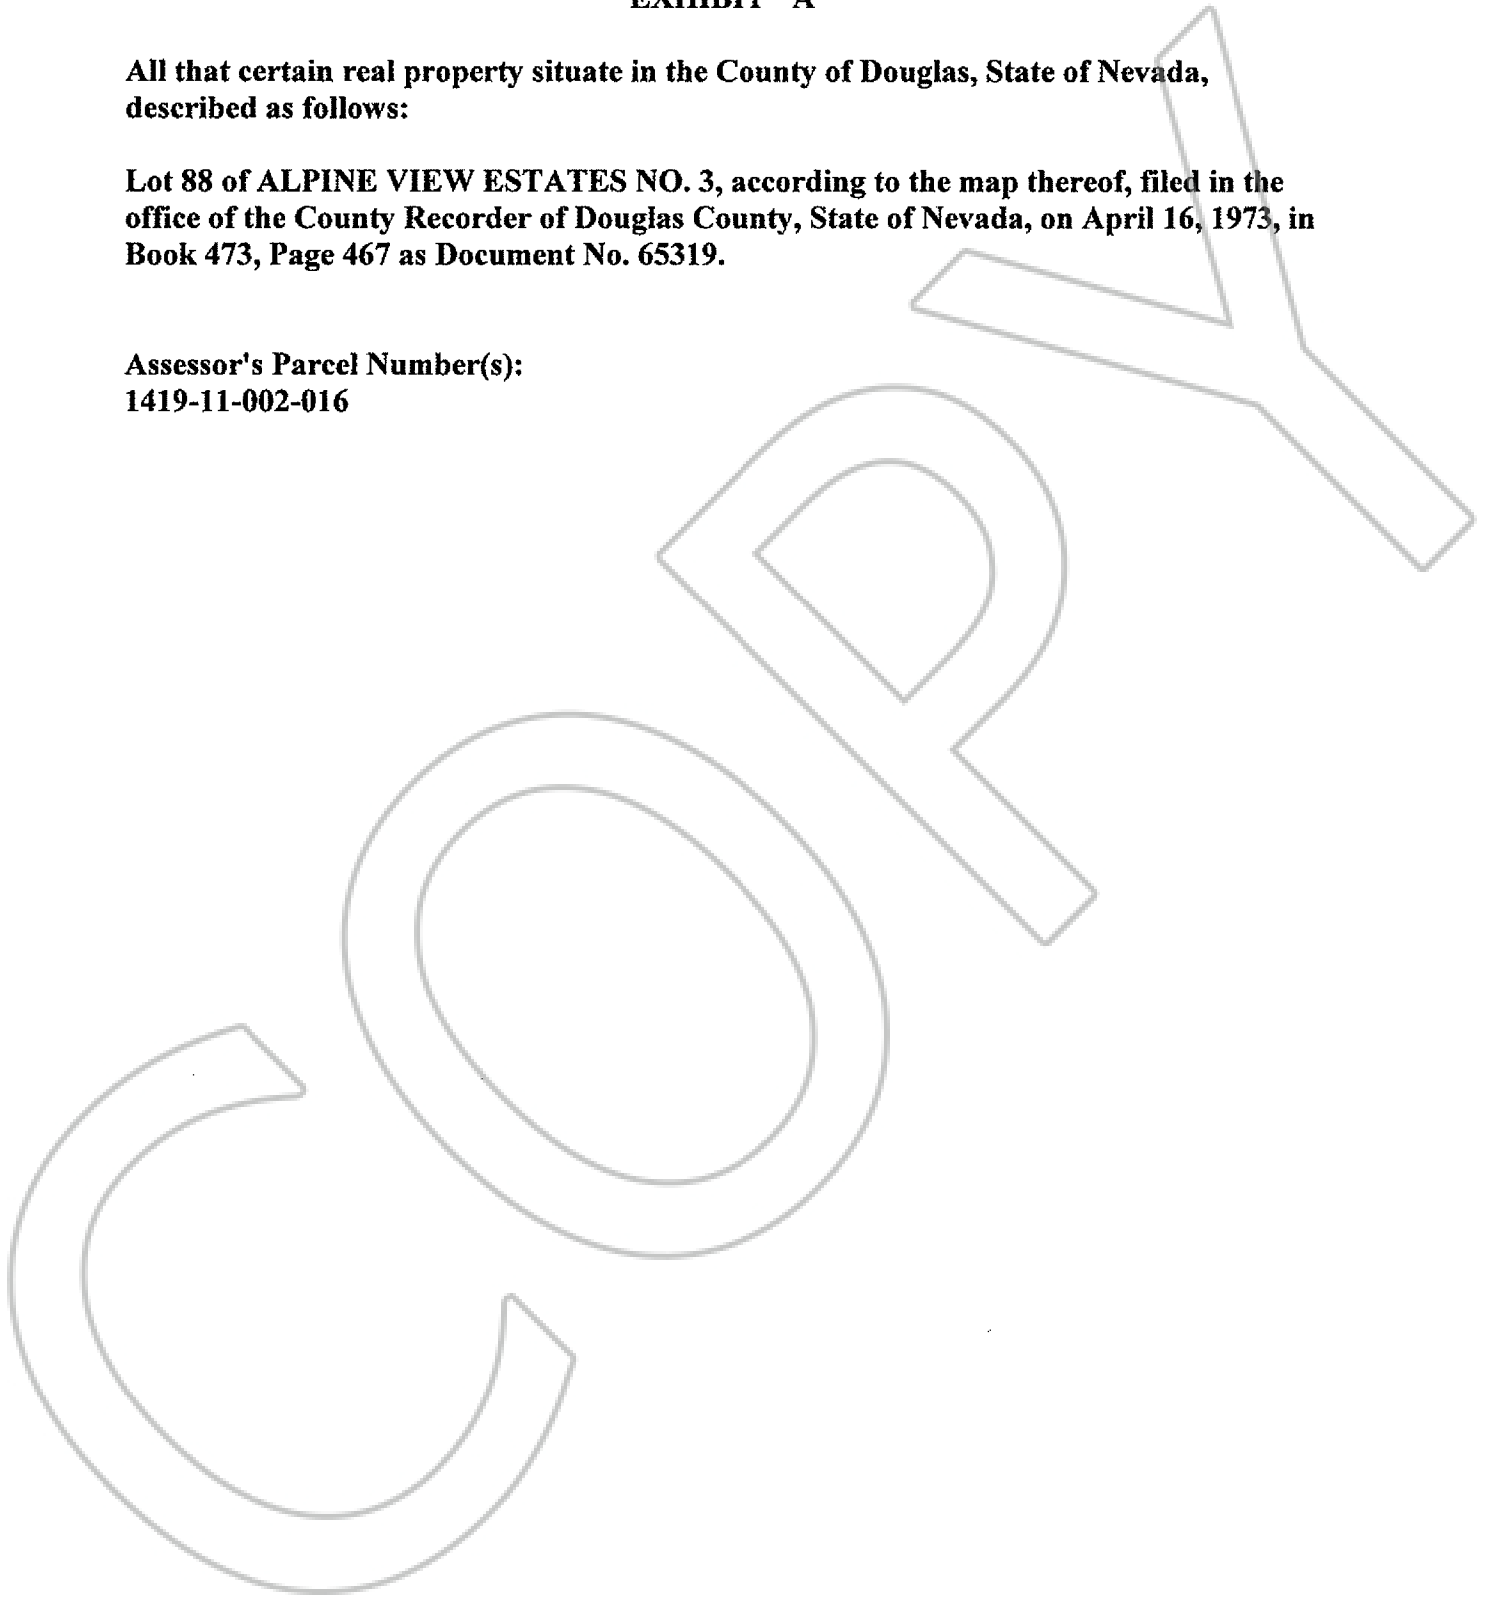 EXHIBIT "A"
All that certain real property situate in the County of Douglas, State of Nevada,
described as follows:
Lot 88 of ALPINE VIEW ESTATES NO. 3, according to the map thereof, filed in the
office of the County Recorder of Douglas County, State of Nevada, on April 16, 1973, in
Book 473, Page 467 as Document No. 65319.
Assessor's Parcel Number(s):
1419-11-002-016
COPY